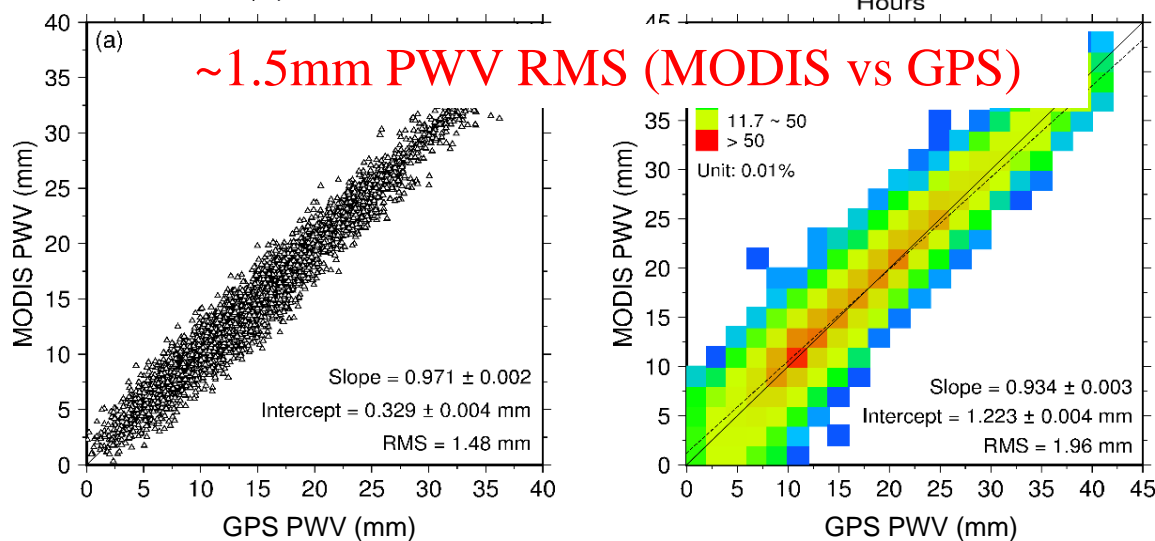 Hours
(a)
~1.5mm PWV RMS (MODIS vs GPS)
40
35
30
25
20
15
10
5
0
MODIS PWV (mm)
Slope = 0.971 ± 0.002
Intercept = 0.329 ± 0.004 mm
RMS = 1.48 mm
0 5 10 15 20 25 30 35 40
GPS PWV (mm)
45
40
35
30
25
20
15
10
5
0
MODIS PWV (mm)
11.7 ~ 50
> 50
Unit: 0.01%
Slope = 0.934 ± 0.003
Intercept = 1.223 ± 0.004 mm
RMS = 1.96 mm
0 5 10 15 20 25 30 35 40 45
GPS PWV (mm)